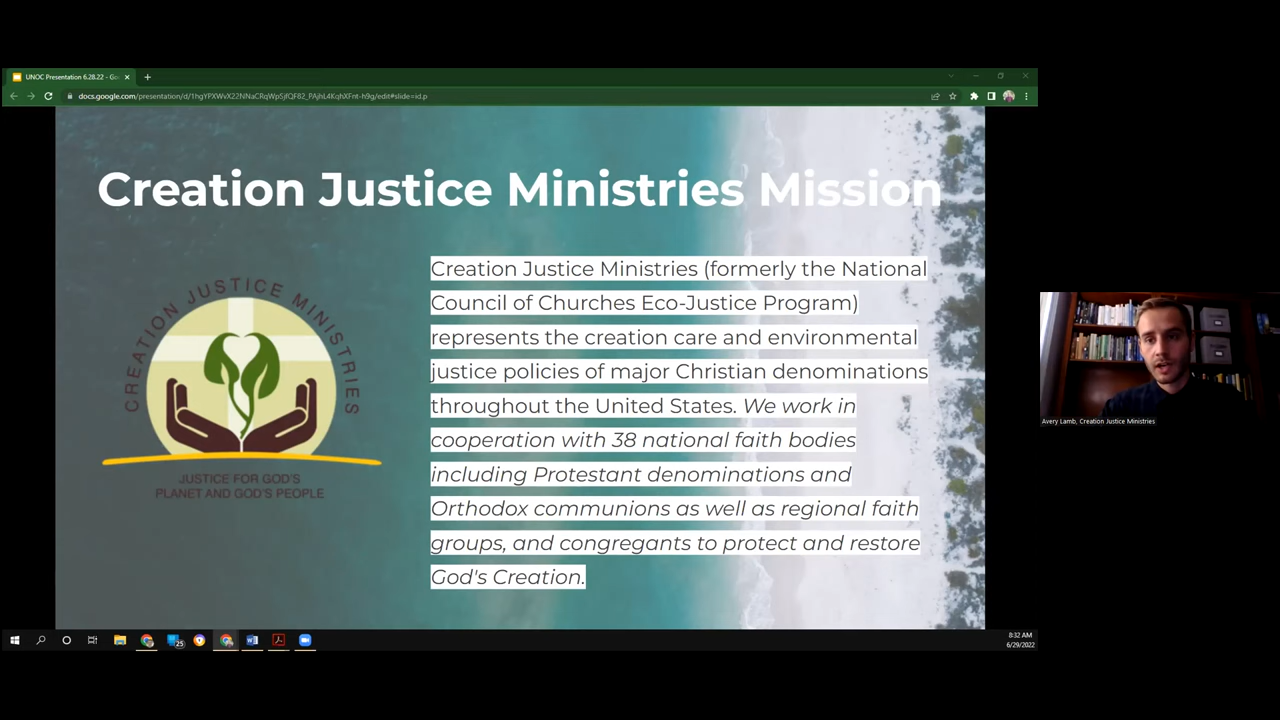 UNOC Presentation 6.28.22 - Go
docs.google.com/presentation/d/1hgYPXWvX22NNaCRqWpSjfQF82_PAjhL4KqhXFnt-h9g/edit#slide=id.p
Creation Justice Ministries Mission
CREATION JUSTICE MINISTRIES
JUSTICE FOR GOD'S
PLANET AND GOD'S PEOPLE
Creation Justice Ministries (formerly the National
Council of Churches Eco-Justice Program)
represents the creation care and environmental
justice policies of major Christian denominations
throughout the United States. We work in
cooperation with 38 national faith bodies
including Protestant denominations and
Orthodox communions as well as regional faith
groups, and congregants to protect and restore
God's Creation.
Avery Lamb, Creation Justice Ministries
25
8:32 AM
6/29/2022